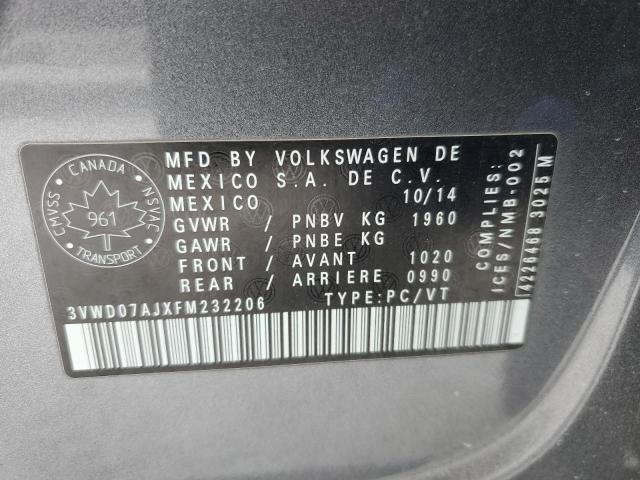 CANADA
CMVSS
NSVAC
961
TRANSPORT
MFD BY VOLKSWAGEN DE
MEXICO S.A. DE C.V.
MEXICO 10/14
GVWR / PNBV KG 1960
GAWR / PNBE KG
FRONT / AVANT 1020
REAR / ARRIERE 0990
3VWD07AJXFM232206 TYPE:PC/VT
COMPLIES:
ICES/NMB-002
4226468 3025 M